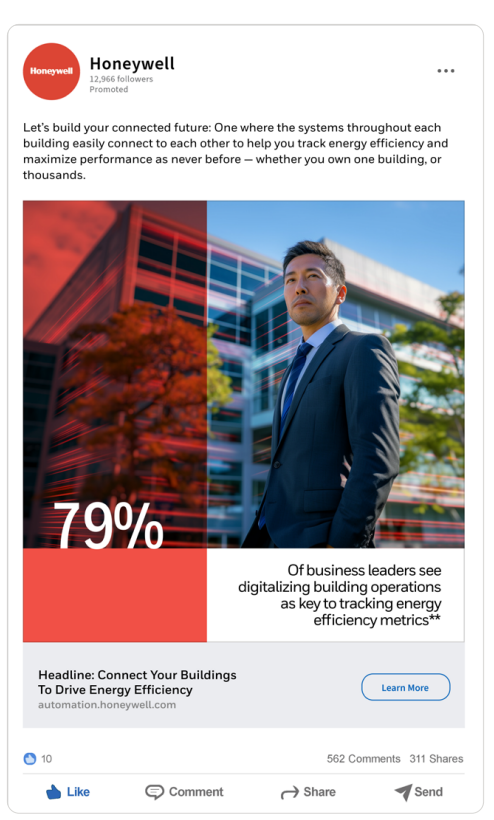 Honeywell
Honeywell
12,966 followers
Promoted
Let's build your connected future: One where the systems throughout each
building easily connect to each other to help you track energy efficiency and
maximize performance as never before — whether you own one building, or
thousands.
79%
Of business leaders see
digitalizing building operations
as key to tracking energy
efficiency metrics**
Headline: Connect Your Buildings
To Drive Energy Efficiency
automation.honeywell.com
Learn More
10
562 Comments 311 Shares
Like
Comment
Share
Send